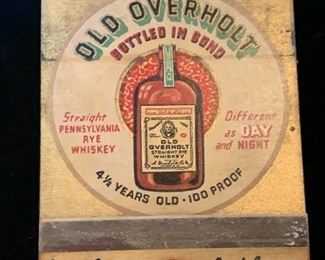 OLD OVERHOLT
BOTTLED IN BOND
Straight
PENNSYLVANIA
RYE
WHISKEY
Different
as DAY
and NIGHT
OLD
OVERHOLT
STRAIGHT RYE
WHISKEY
4½ YEARS OLD · 100 PROOF